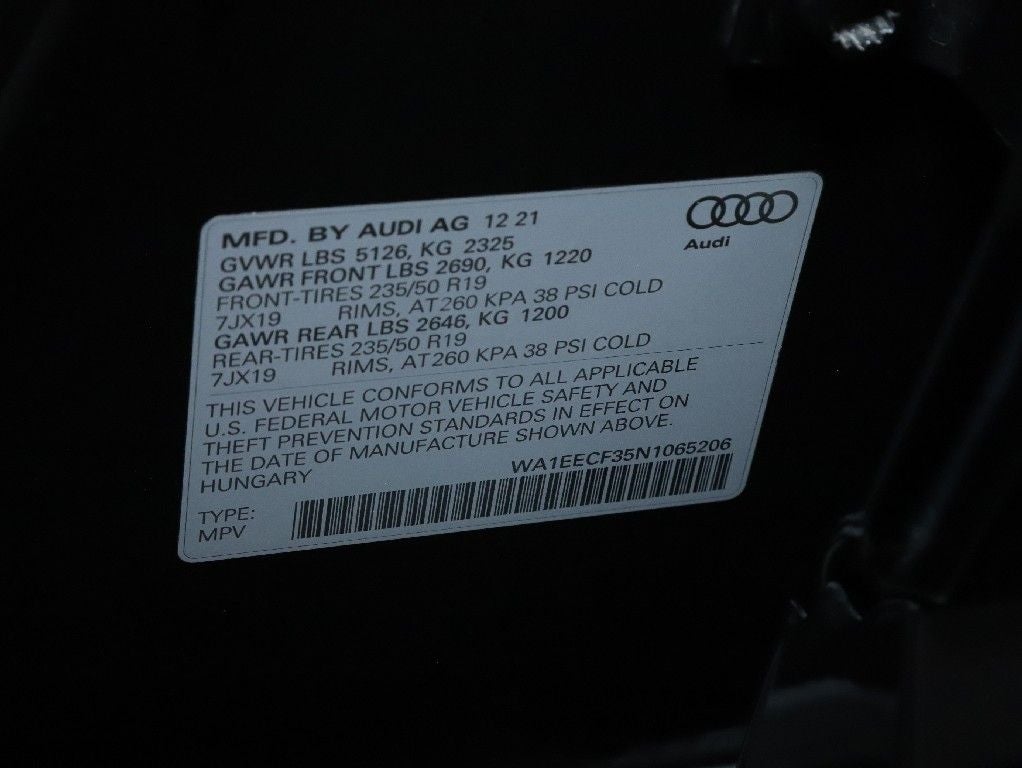 MFD. BY AUDI AG 12 21
Audi
GVWR LBS 5126, KG 2325
GAWR FRONT LBS 2690, KG 1220
FRONT-TIRES 235/50 R19
7JX19 RIMS, AT260 KPA 38 PSI COLD
GAWR REAR LBS 2646, KG 1200
REAR-TIRES 235/50 R19
7JX19 RIMS, AT260 KPA 38 PSI COLD
THIS VEHICLE CONFORMS TO ALL APPLICABLE
U.S. FEDERAL MOTOR VEHICLE SAFETY AND
THEFT PREVENTION STANDARDS IN EFFECT ON
THE DATE OF MANUFACTURE SHOWN ABOVE.
HUNGARY WA1EECF35N1065206
TYPE:
MPV